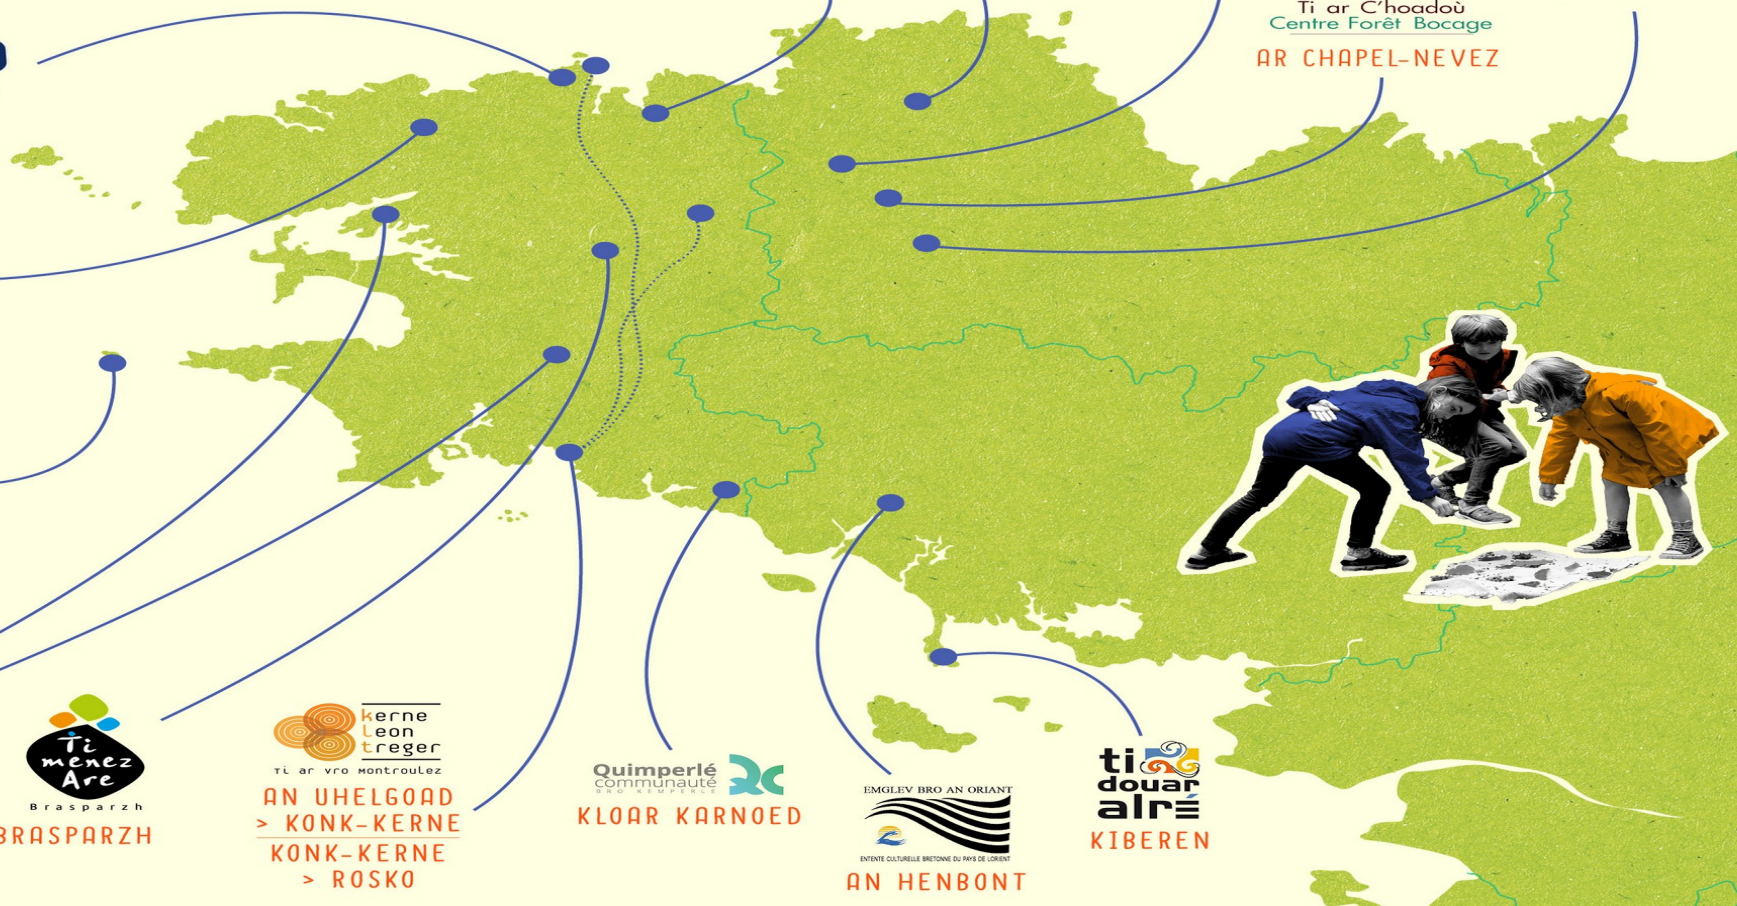 Ti ar C'hoadoù
Centre Forêt Bocage
AR CHAPEL-NEVEZ
Ti
menez
Are
Brasparzh
BRASPARZH
kerne
leon
treger
Ti ar vro Montroulez
AN UHELGOAD
> KONK-KERNE
KONK-KERNE
> ROSKO
Quimperlé
communauté
BRO KEMPERLE
KLOAR KARNOED
EMGLEV BRO AN ORIANT
ENTENTE CULTURELLE BRETONNE DU PAYS DE LORIENT
AN HENBONT
ti
douar
alré
KIBEREN